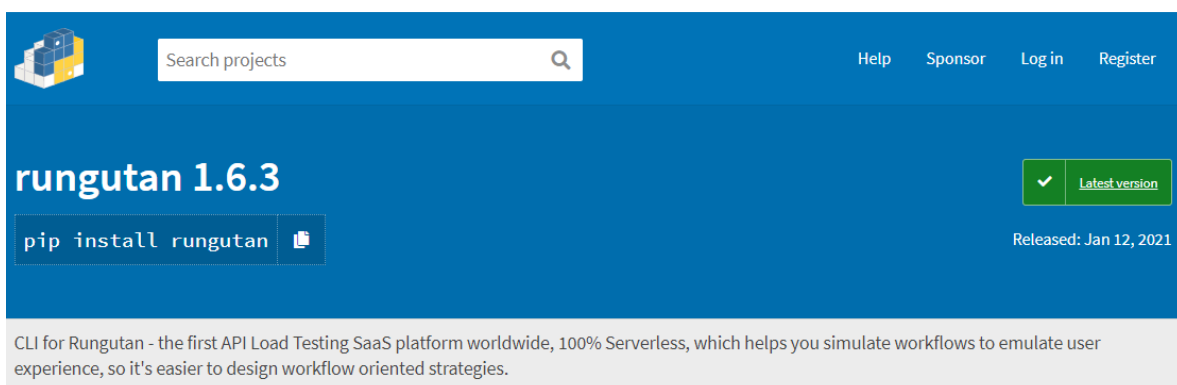 Search projects
Help Sponsor Log in Register
rungutan 1.6.3
Latest version
pip install rungutan
Released: Jan 12, 2021
CLI for Rungutan - the first API Load Testing SaaS platform worldwide, 100% Serverless, which helps you simulate workflows to emulate user
experience, so it's easier to design workflow oriented strategies.